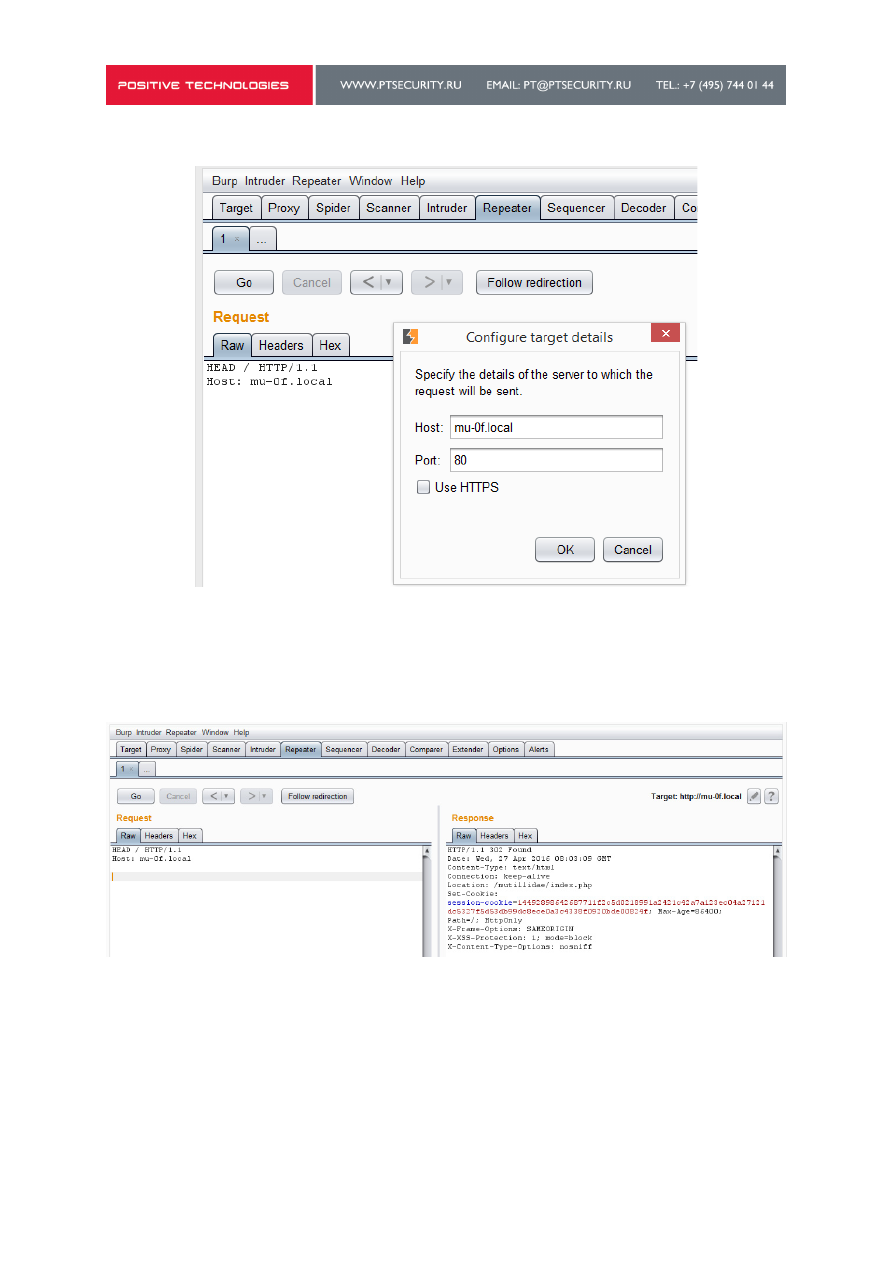 POSITIVE TECHNOLOGIES WWW.PTSECURITY.RU EMAIL: PT@PTSECURITY.RU TEL.: +7 (495) 744 01 44
Burp Intruder Repeater Window Help
Target Proxy Spider Scanner Intruder Repeater Sequencer Decoder Co
1 × ...
Go Cancel < > Follow redirection
Request
Raw Headers Hex
HEAD / HTTP/1.1
Host: mu-0f.local
Configure target details
Specify the details of the server to which the
request will be sent.
Host: mu-0f.local
Port: 80
Use HTTPS
OK Cancel
Burp Intruder Repeater Window Help
Target Proxy Spider Scanner Intruder Repeater Sequencer Decoder Comparer Extender Options Alerts
1 × ...
Go Cancel < > Follow redirection Target: http://mu-0f.local ?
Request
Raw Headers Hex
HEAD / HTTP/1.1
Host: mu-0f.local
Response
Raw Headers Hex
HTTP/1.1 302 Found
Date: Wed, 27 Apr 2016 08:03:09 GMT
Content-Type: text/html
Connection: keep-alive
Location: /mutillidae/index.php
Set-Cookie:
Max-Age=86400;
Path=/; HttpOnly
X-Frame-Options: SAMEORIGIN
X-XSS-Protection: 1; mode=block
X-Content-Type-Options: nosniff